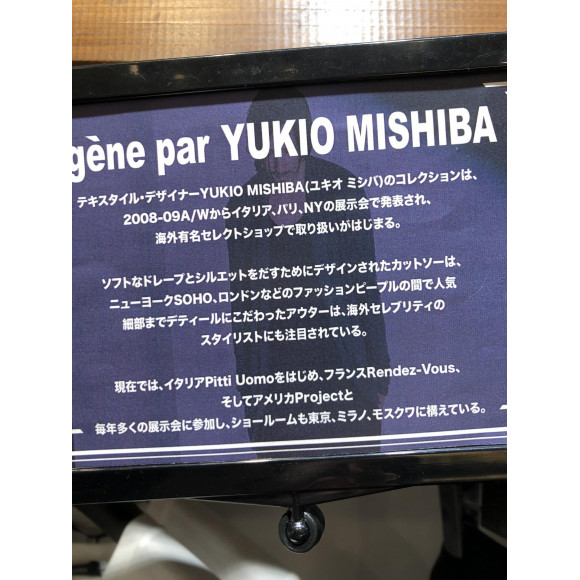 gène par YUKIO MISHIBA
テキスタイル・デザイナーYUKIO MISHIBA(ユキオ ミシバ)のコレクションは、
2008-09A/Wからイタリア、パリ、NYの展示会で発表され、
海外有名セレクトショップで取り扱いがはじまる。
ソフトなドレープとシルエットをだすためにデザインされたカットソーは、
ニューヨークSOHO、ロンドンなどのファッションピープルの間で人気
細部までデティールにこだわったアウターは、海外セレブリティの
スタイリストにも注目されている。
現在では、イタリアPitti Uomoをはじめ、フランスRendez-Vous、
そしてアメリカProjectと
毎年多くの展示会に参加し、ショールームも東京、ミラノ、モスクワに構えている。